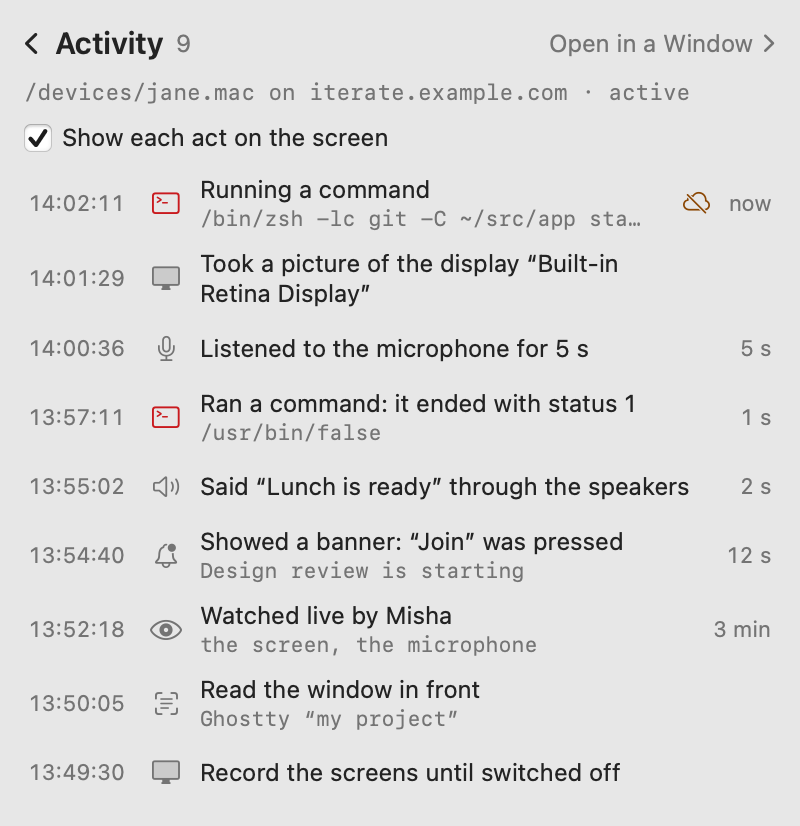 Activity 9 Open in a Window
/devices/jane.mac on iterate.example.com · active
Show each act on the screen
14:02:11 Running a command now
/bin/zsh -lc git -C ~/src/app sta…
14:01:29 Took a picture of the display “Built-in
Retina Display”
14:00:36 Listened to the microphone for 5 s 5 s
13:57:11 Ran a command: it ended with status 1 1 s
/usr/bin/false
13:55:02 Said “Lunch is ready” through the speakers 2 s
13:54:40 Showed a banner: “Join” was pressed 12 s
Design review is starting
13:52:18 Watched live by Misha 3 min
the screen, the microphone
13:50:05 Read the window in front
Ghostty “my project”
13:49:30 Record the screens until switched off